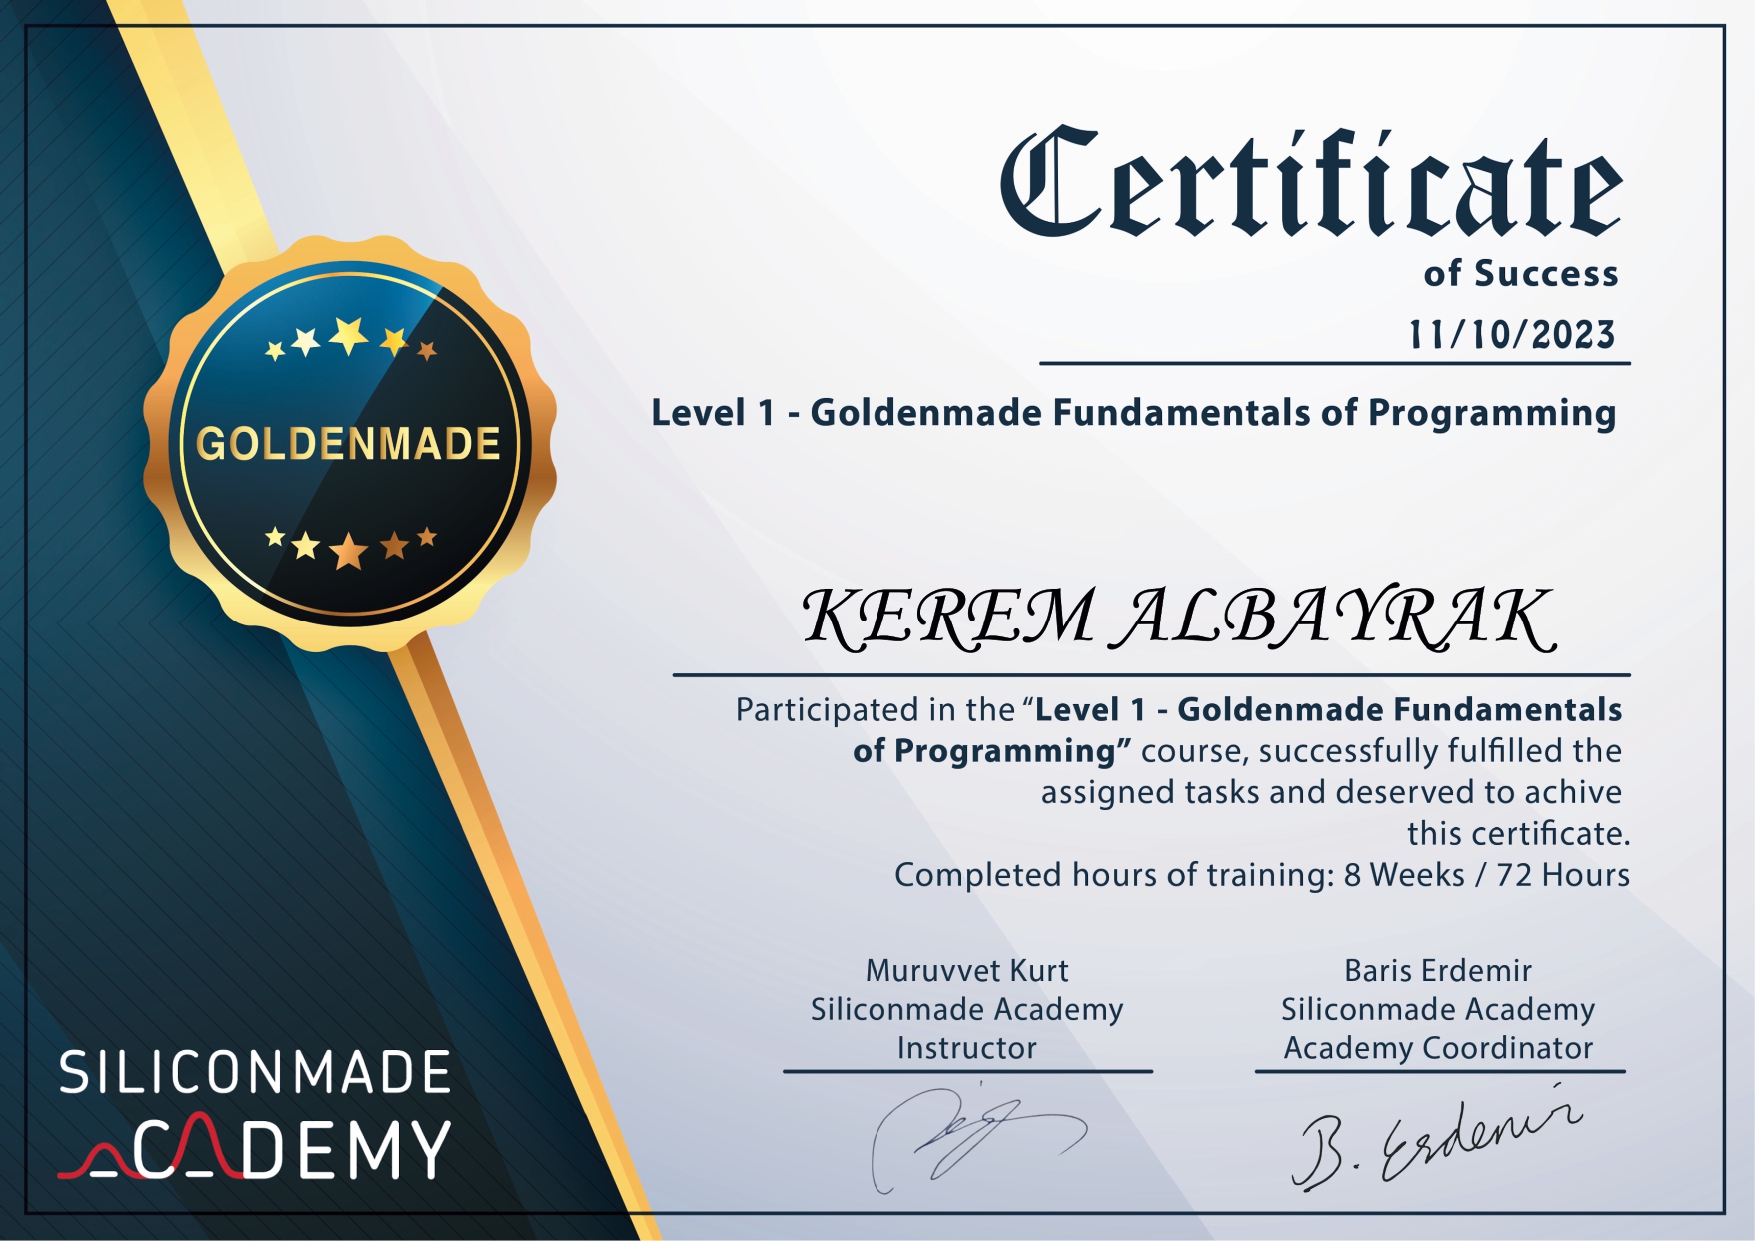 Certificate
of Success
11/10/2023
Level 1 - Goldenmade Fundamentals of Programming
GOLDENMADE
KEREM ALBAYRAK
Participated in the “Level 1 - Goldenmade Fundamentals
of Programming” course, successfully fulfilled the
assigned tasks and deserved to achive
this certificate.
Completed hours of training: 8 Weeks / 72 Hours
Muruvvet Kurt
Siliconmade Academy
Instructor
Baris Erdemir
Siliconmade Academy
Academy Coordinator
B. Erdemir
SILICONMADE
ACADEMY